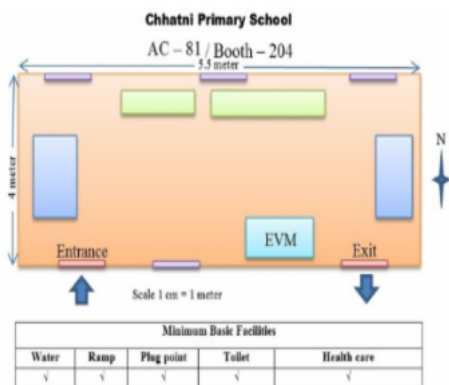 Chhatni Primary School
AC – 81 / Booth – 204
5.5 meter
4 meter
N
EVM
Entrance
Exit
Scale 1 cm = 1 meter
Minimum Basic Facilities
Water Ramp Plug point Toilet Health care
√ √ √ √ √